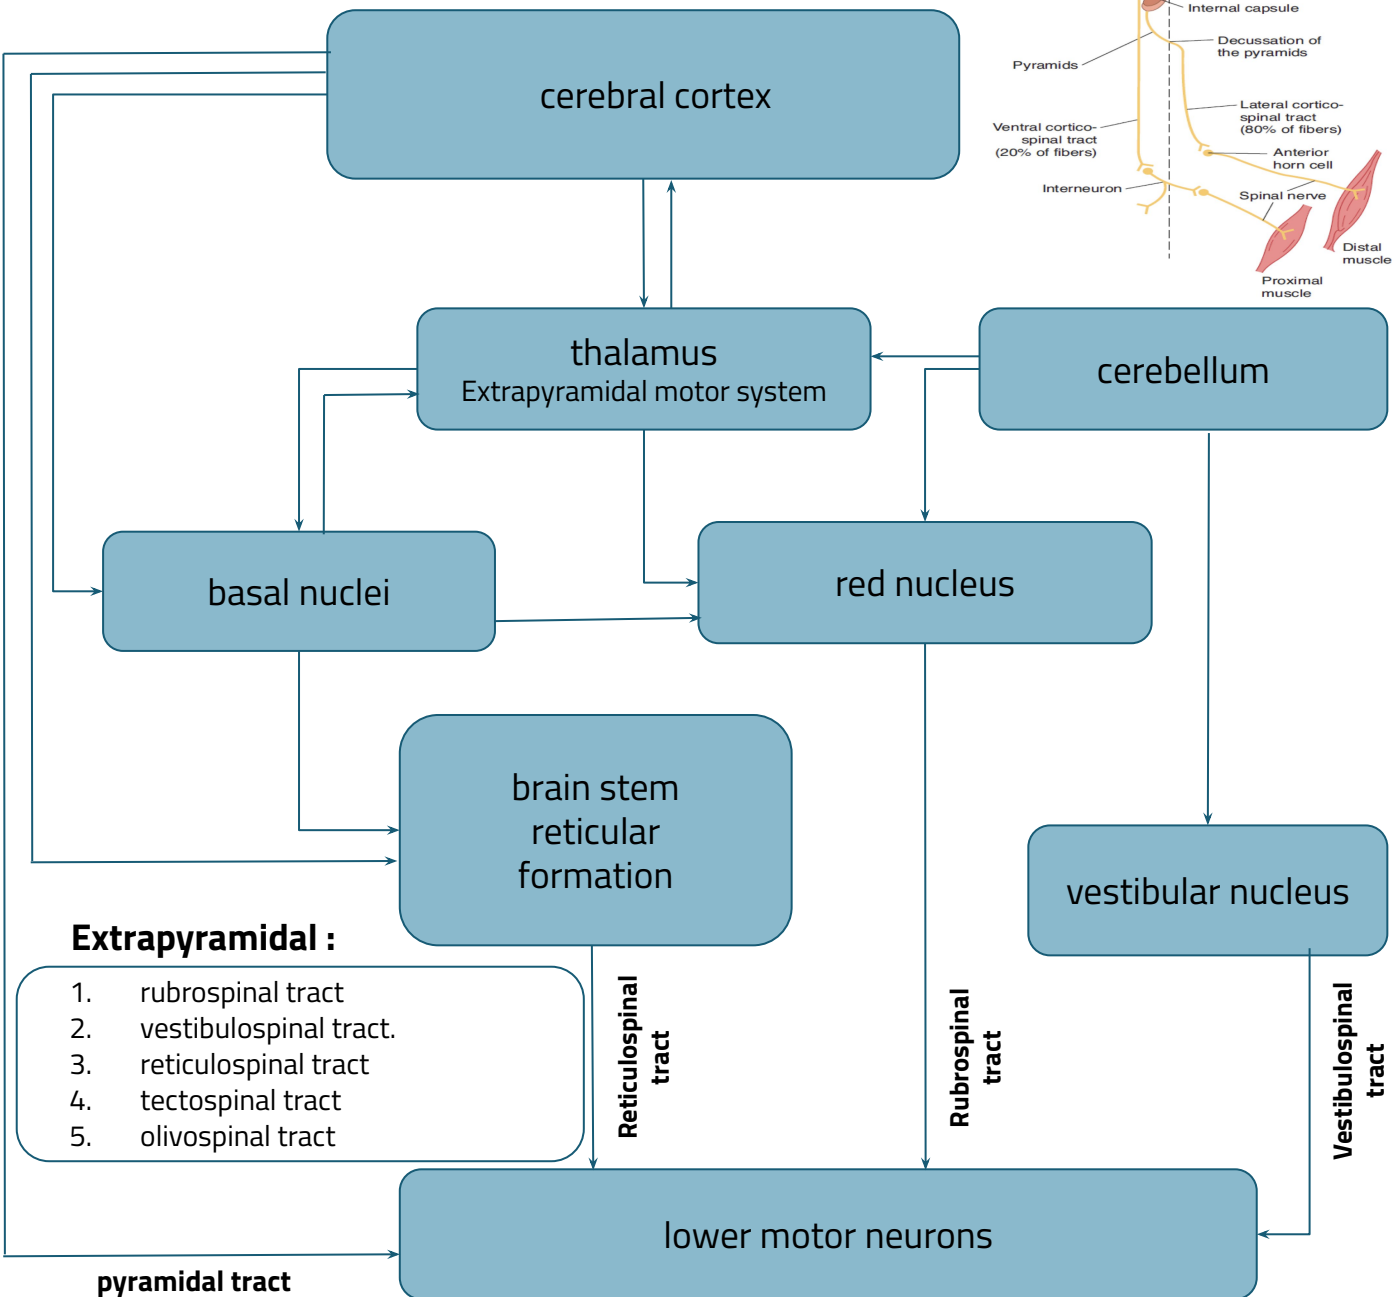 Internal capsule
Decussation of
the pyramids
Pyramids
Lateral cortico-
spinal tract
(80% of fibers)
Ventral cortico-
spinal tract
(20% of fibers)
Anterior
horn cell
Interneuron
Spinal nerve
Distal
muscle
Proximal
muscle
cerebral cortex
thalamus
Extrapyramidal motor system
cerebellum
basal nuclei
red nucleus
brain stem
reticular
formation
vestibular nucleus
Extrapyramidal :
1. rubrospinal tract
2. vestibulospinal tract.
3. reticulospinal tract
4. tectospinal tract
5. olivospinal tract
Reticulospinal
tract
Rubrospinal
tract
Vestibulospinal
tract
lower motor neurons
pyramidal tract